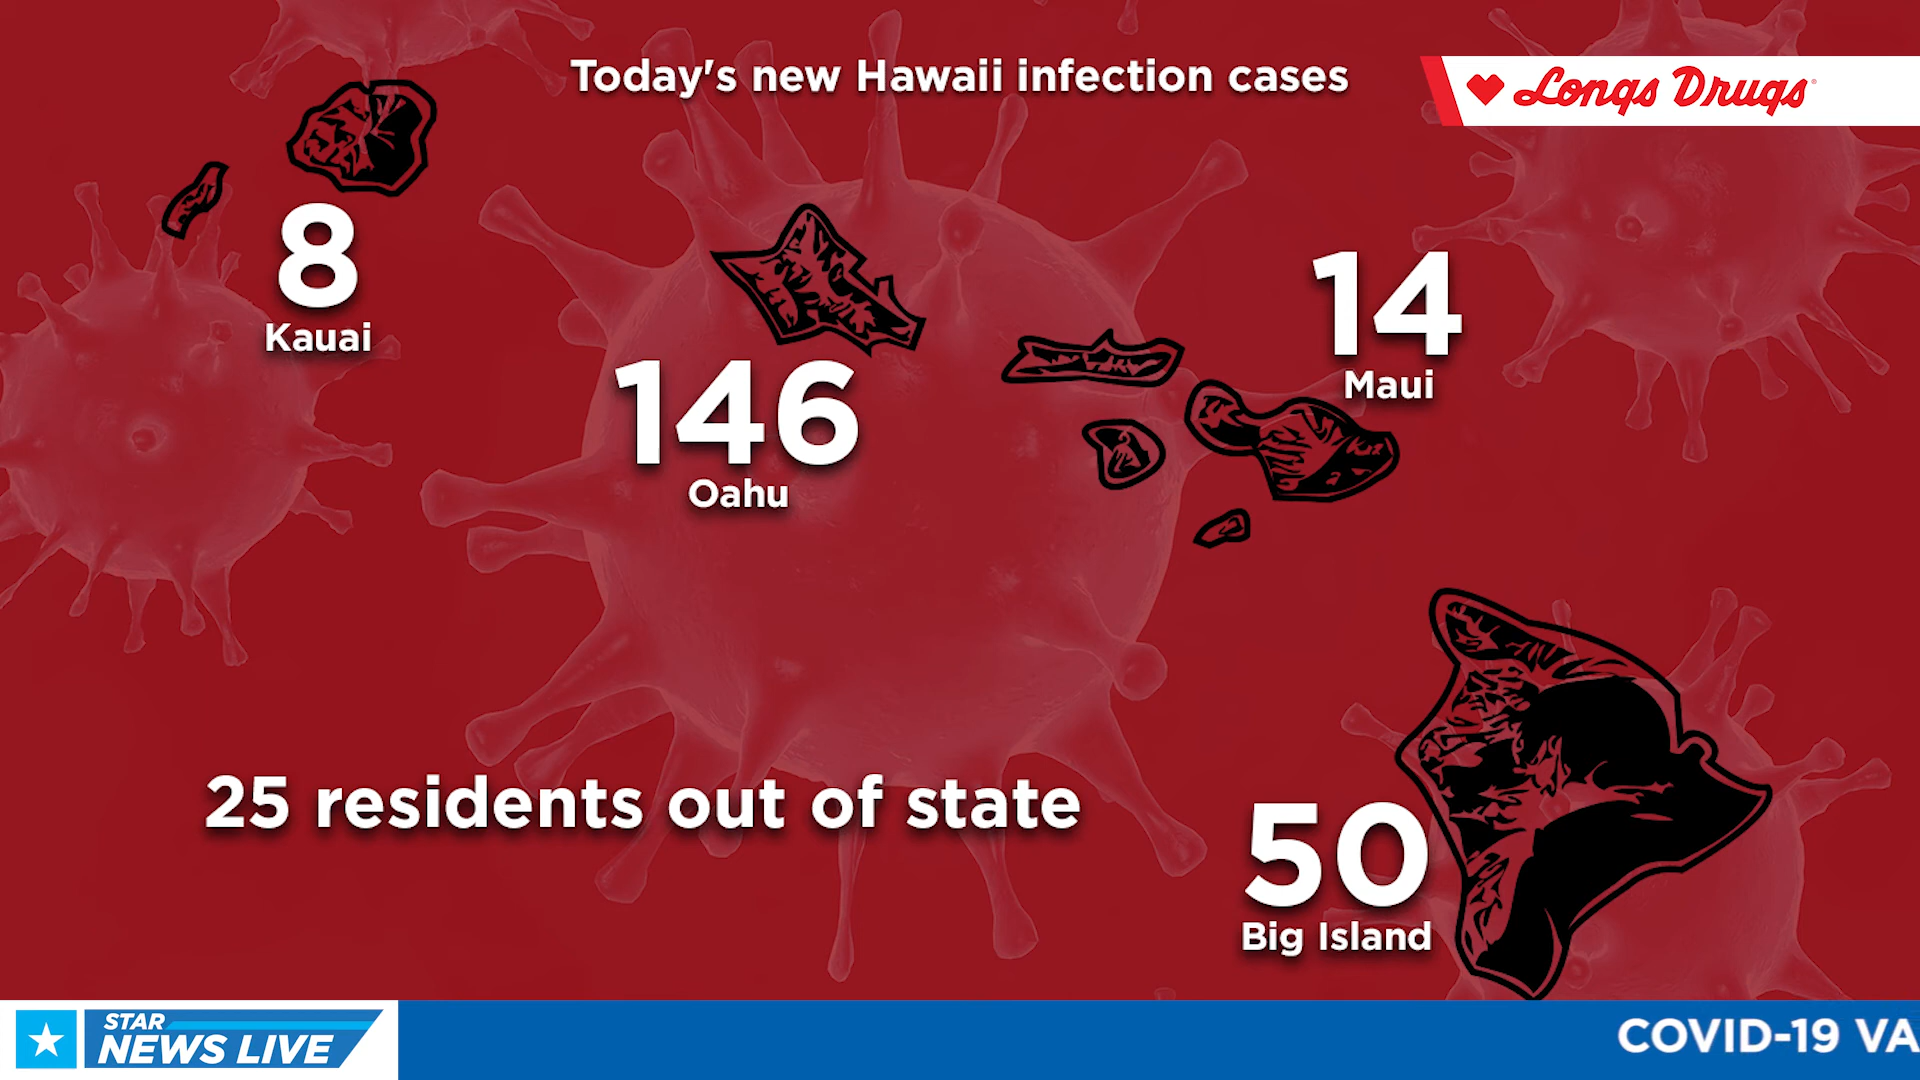 Today's new Hawaii infection cases
Longs Drugs
8
Kauai
146
Oahu
14
Maui
25 residents out of state
50
Big Island
STAR
NEWS LIVE
COVID-19 VA